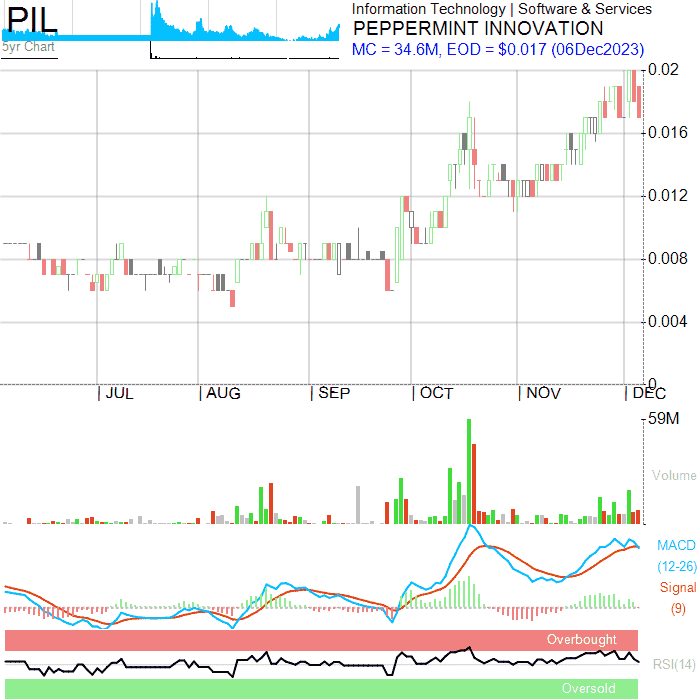 PIL
5yr Chart
Information Technology | Software & Services
PEPPERMINT INNOVATION
MC = 34.6M, EOD = $0.017 (06Dec2023)
0.02
0.016
0.012
0.008
0.004
0
JUL
AUG
SEP
OCT
NOV
DEC
59M
Volume
MACD
(12-26)
Signal
(9)
Overbought
RSI(14)
Oversold